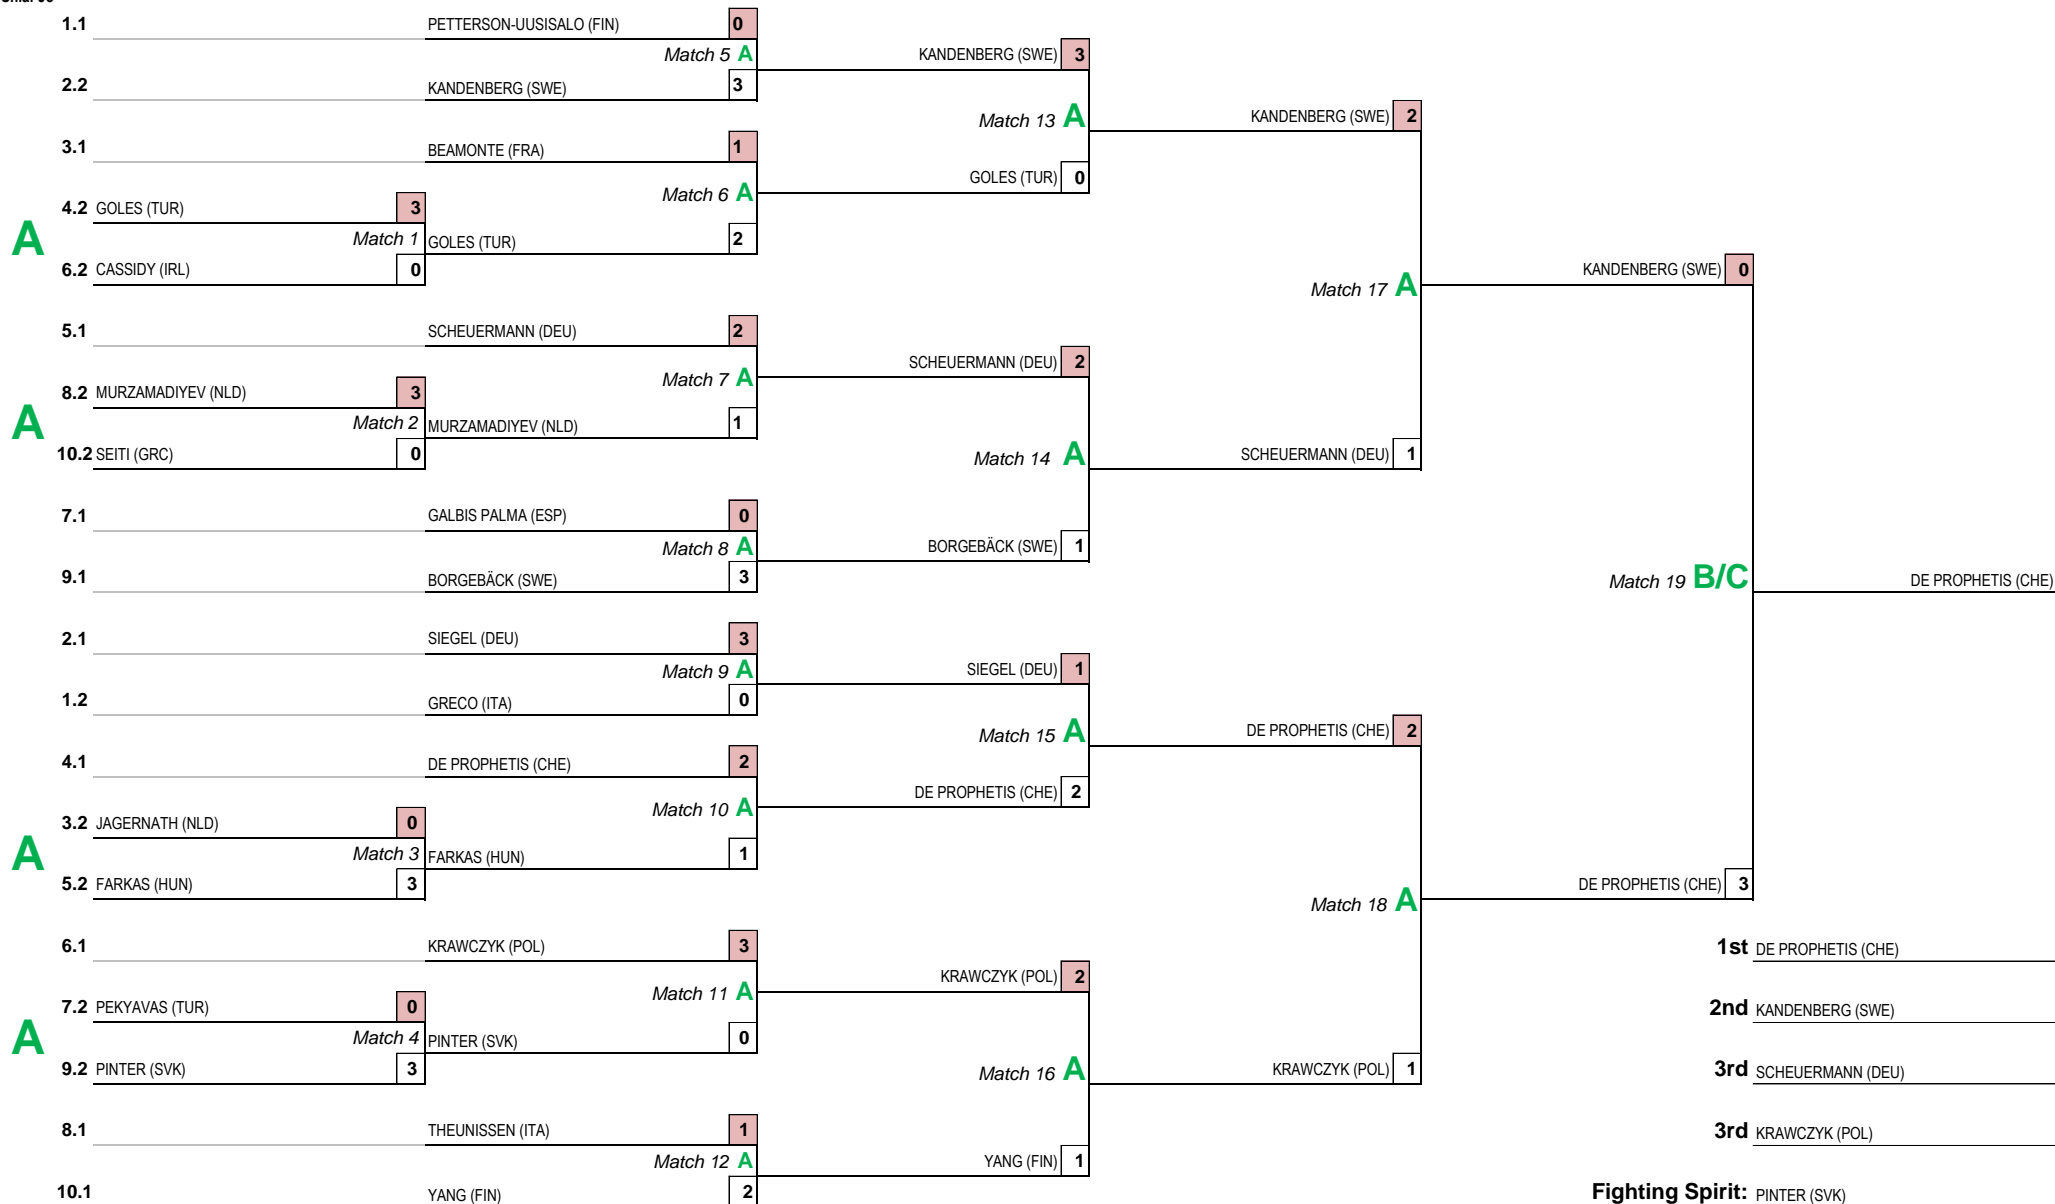 1.1 PETTERSON-UUSISALO (FIN) 0
Match 5 A KANDENBERG (SWE) 3
2.2 KANDENBERG (SWE) 3
Match 13 A KANDENBERG (SWE) 2
3.1 BEAMONTE (FRA) 1
Match 6 A GOLES (TUR) 0
4.2 GOLES (TUR) 3
A Match 1 GOLES (TUR) 2
6.2 CASSIDY (IRL) 0
Match 17 A KANDENBERG (SWE) 0
5.1 SCHEUERMANN (DEU) 2
Match 7 A SCHEUERMANN (DEU) 2
8.2 MURZAMADIYEV (NLD) 3
A Match 2 MURZAMADIYEV (NLD) 1
10.2 SEITI (GRC) 0
Match 14 A SCHEUERMANN (DEU) 1
7.1 GALBIS PALMA (ESP) 0
Match 8 A BORGEBÄCK (SWE) 1
9.1 BORGEBÄCK (SWE) 3
Match 19 B/C DE PROPHETIS (CHE)
2.1 SIEGEL (DEU) 3
Match 9 A SIEGEL (DEU) 1
1.2 GRECO (ITA) 0
Match 15 A DE PROPHETIS (CHE) 2
4.1 DE PROPHETIS (CHE) 2
Match 10 A DE PROPHETIS (CHE) 2
3.2 JAGERNATH (NLD) 0
A Match 3 FARKAS (HUN) 1
5.2 FARKAS (HUN) 3
Match 18 A DE PROPHETIS (CHE) 3
6.1 KRAWCZYK (POL) 3
Match 11 A KRAWCZYK (POL) 2
7.2 PEKYAVAS (TUR) 0
A Match 4 PINTER (SVK) 0
9.2 PINTER (SVK) 3
Match 16 A KRAWCZYK (POL) 1
8.1 THEUNISSEN (ITA) 1
Match 12 A YANG (FIN) 1
10.1 YANG (FIN) 2
1st DE PROPHETIS (CHE)
2nd KANDENBERG (SWE)
3rd SCHEUERMANN (DEU)
3rd KRAWCZYK (POL)
Fighting Spirit: PINTER (SVK)